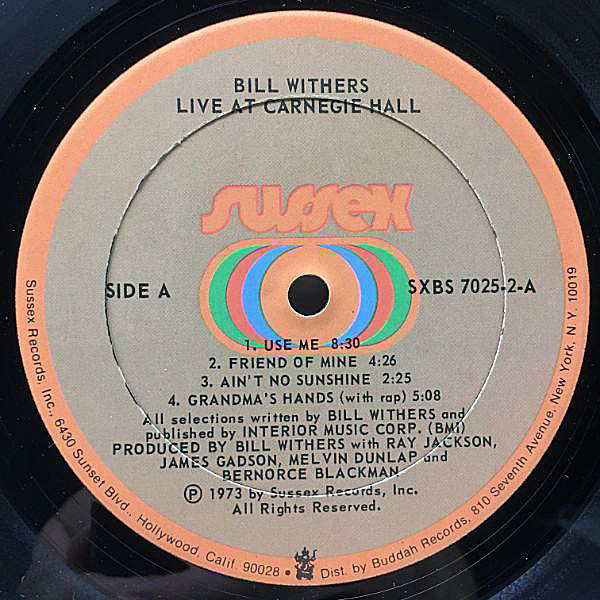 BILL WITHERS
LIVE AT CARNEGIE HALL
sussex
SIDE A
SXBS 7025-2-A
1. USE ME 8:30
2. FRIEND OF MINE 4:26
3. AIN'T NO SUNSHINE 2:25
4. GRANDMA'S HANDS (with rap) 5:08
All selections written by BILL WITHERS and
published by INTERIOR MUSIC CORP. (BMI)
PRODUCED BY BILL WITHERS with RAY JACKSON,
JAMES GADSON, MELVIN DUNLAP and
BERNORCE BLACKMAN
Ⓟ 1973 by Sussex Records, Inc.
All Rights Reserved.
Sussex Records, Inc., 6430 Sunset Blvd., Hollywood, Calif. 90028 • Dist. by Buddah Records, 810 Seventh Avenue, New York, N.Y. 10019